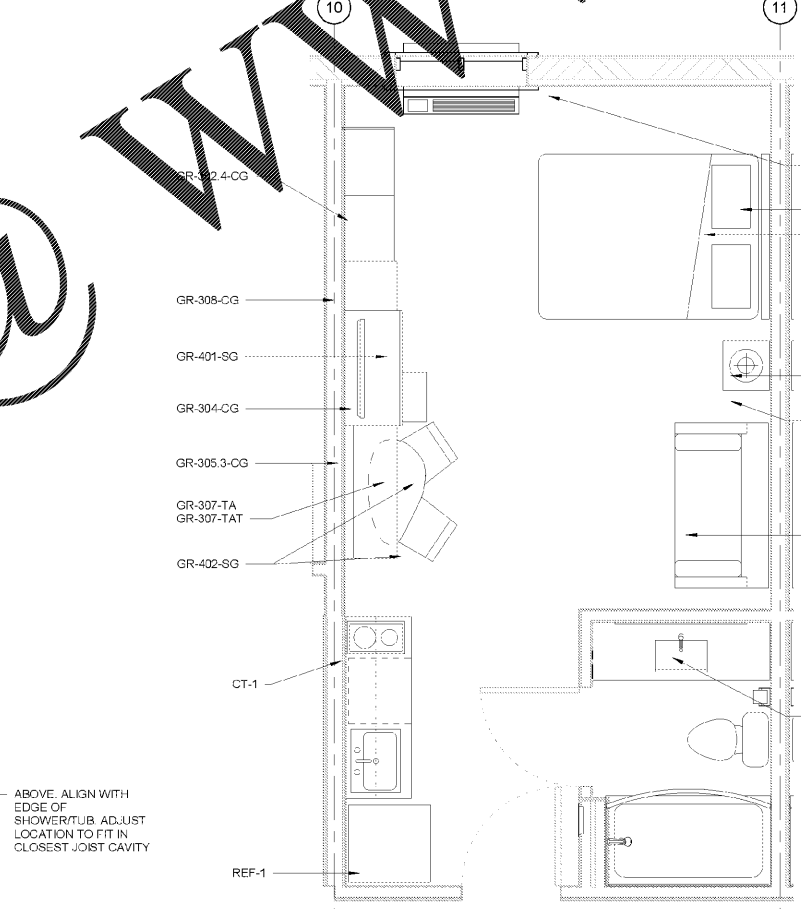 10
11
WW
@
GR-302.4-CG
GR-308-CG
GR-401-SG
GR-304-CG
GR-305.3-CG
GR-307-TA
GR-307-TAT
GR-402-SG
CT-1
ABOVE. ALIGN WITH
EDGE OF
SHOWER/TUB. ADJUST
LOCATION TO FIT IN
CLOSEST JOIST CAVITY
REF-1